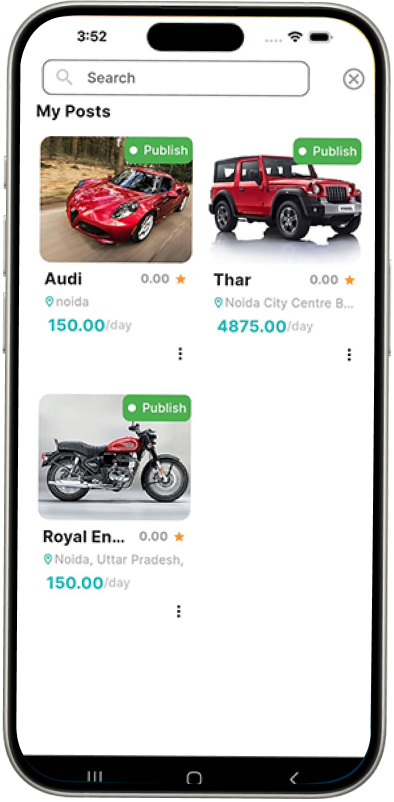 3:52
Search
My Posts
Publish
Publish
Audi 0.00
noida
150.00/day
Thar 0.00
Noida City Centre B...
4875.00/day
Publish
Royal En... 0.00
Noida, Uttar Pradesh,
150.00/day